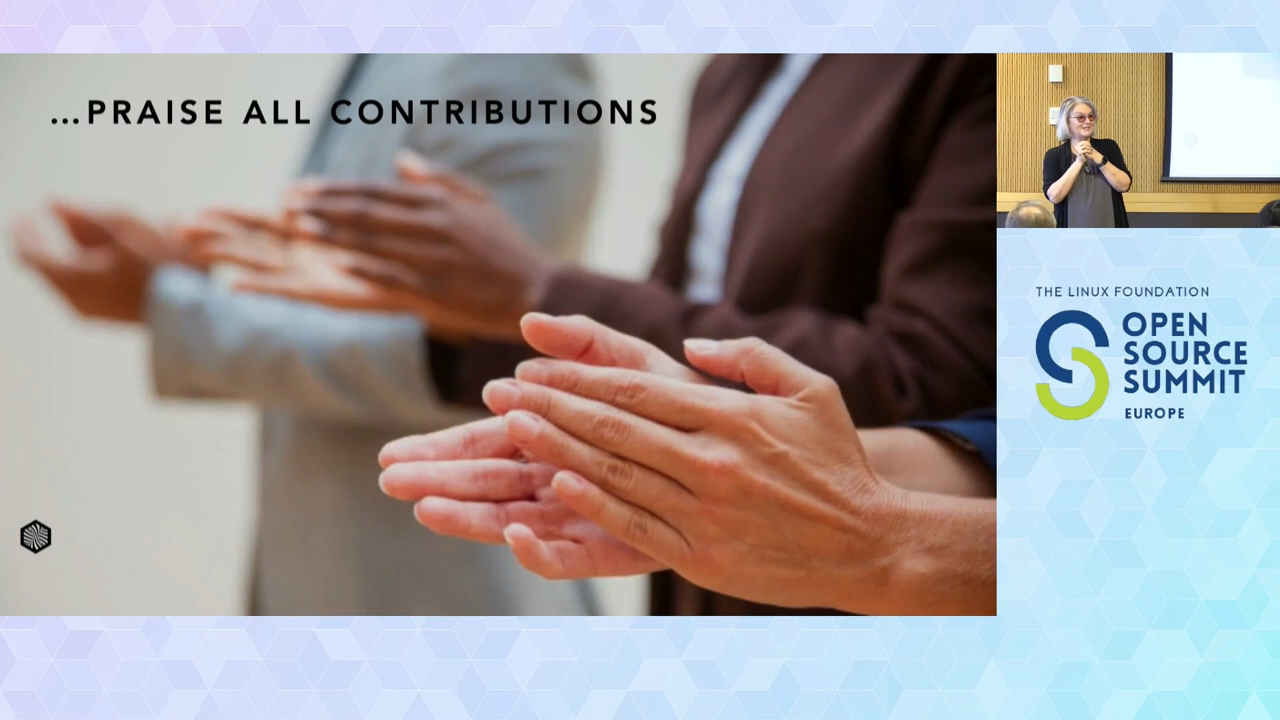 ...PRAISE ALL CONTRIBUTIONS
THE LINUX FOUNDATION
OPEN
SOURCE
SUMMIT
EUROPE